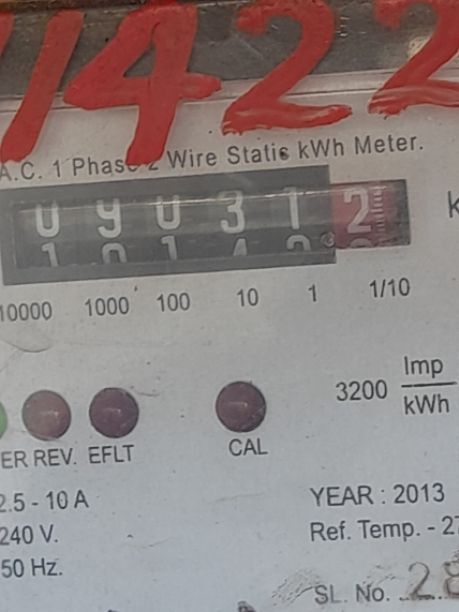 1422
A.C. 1 Phase 2 Wire Static kWh Meter.
0 9 0 3 1 2
10000 1000 100 10 1 1/10
3200 Imp/kWh
ER REV. EFLT CAL
2.5 - 10 A
YEAR : 2013
240 V.
Ref. Temp. - 27
50 Hz.
SL. No. 28